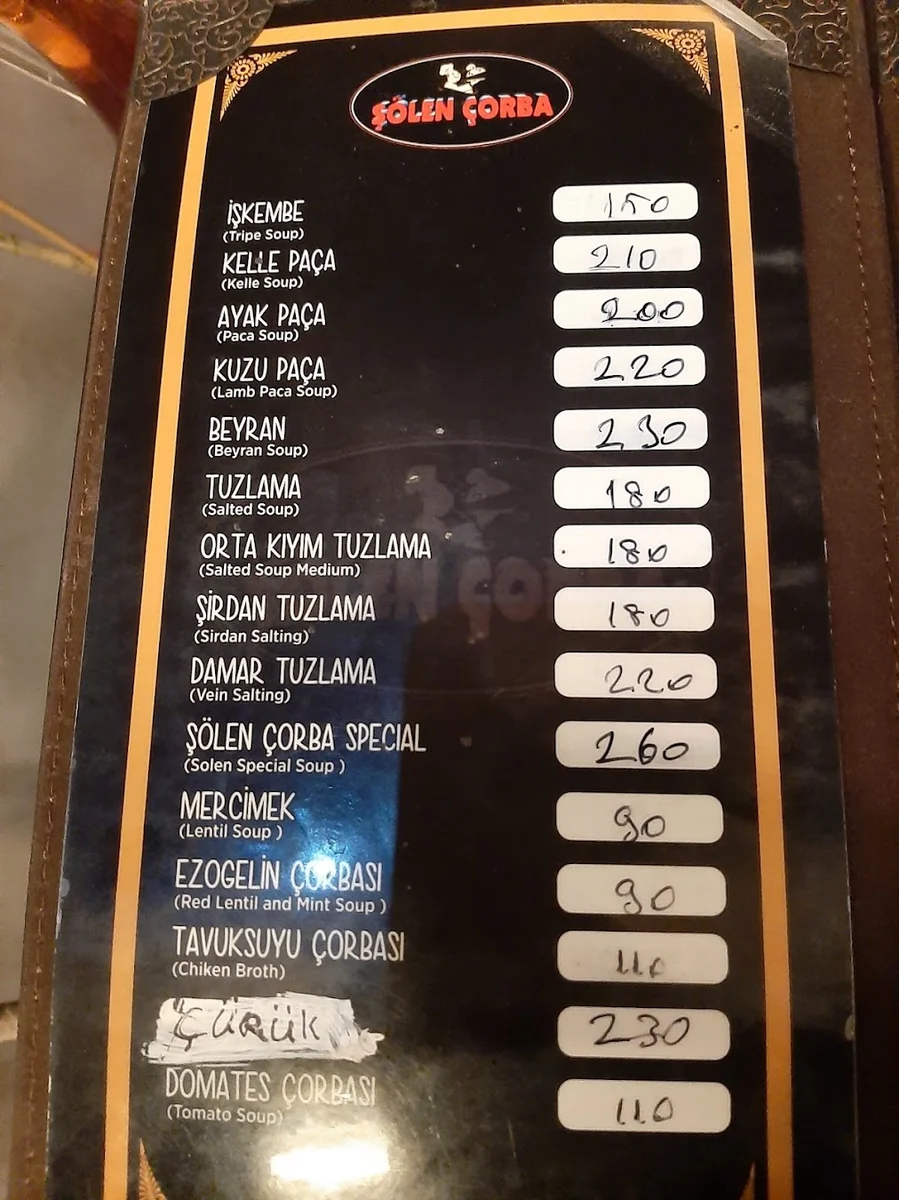 ŞÖLEN ÇORBA
İŞKEMBE 150
(Tripe Soup)
KELLE PAÇA 210
(Kelle Soup)
AYAK PAÇA 200
(Paca Soup)
KUZU PAÇA 220
(Lamb Paca Soup)
BEYRAN 230
(Beyran Soup)
TUZLAMA 180
(Salted Soup)
ORTA KIYIM TUZLAMA 180
(Salted Soup Medium)
ŞİRDAN TUZLAMA 180
(Sirdan Salting)
DAMAR TUZLAMA 220
(Vein Salting)
ŞÖLEN ÇORBA SPECIAL 260
(Solen Special Soup )
MERCİMEK 90
(Lentil Soup )
EZOGELİN ÇORBASI 90
(Red Lentil and Mint Soup )
TAVUKSUYU ÇORBASI 110
(Chiken Broth)
ÇÜRÜK 230
DOMATES ÇORBASI 110
(Tomato Soup)